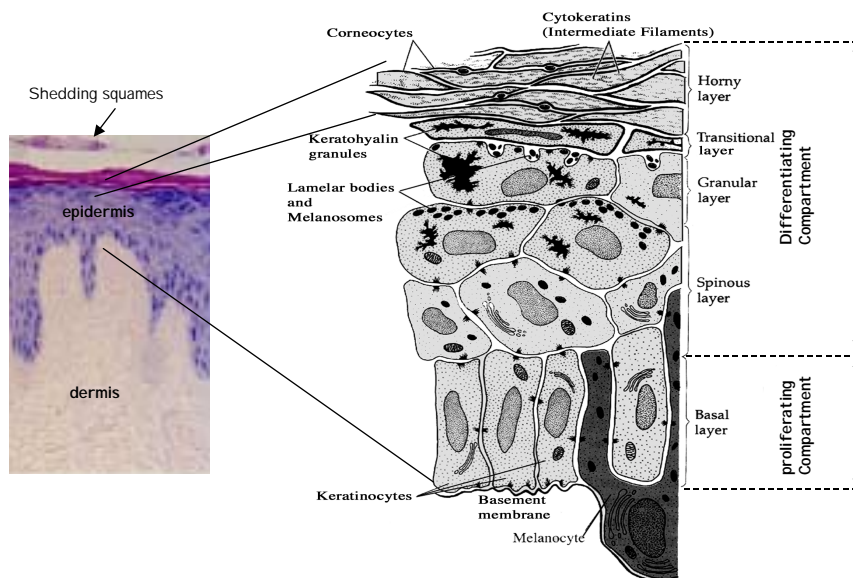 Shedding squames
epidermis
dermis
Corneocytes
Cytokeratins
(Intermediate Filaments)
Keratohyalin
granules
Lamelar bodies
and
Melanosomes
Keratinocytes
Basement
membrane
Melanocyte
Horny
layer
Transitional
layer
Granular
layer
Spinous
layer
Basal
layer
Differentiating
Compartment
proliferating
Compartment